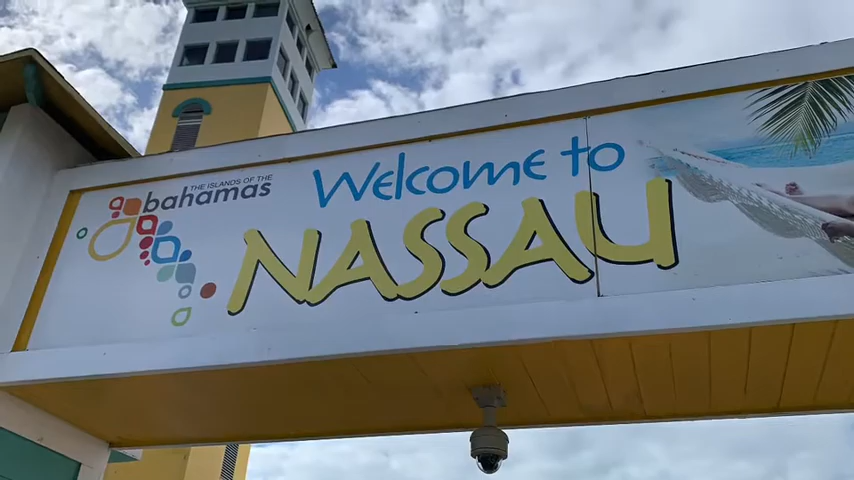 THE ISLANDS OF THE
bahamas
Welcome to
NASSAU